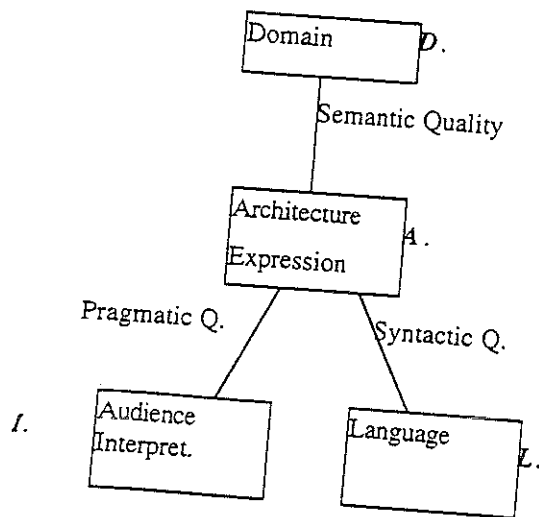 Domain D.
Semantic Quality
Architecture A.
Expression
Pragmatic Q. Syntactic Q.
I. Audience
Interpret.
Language L.